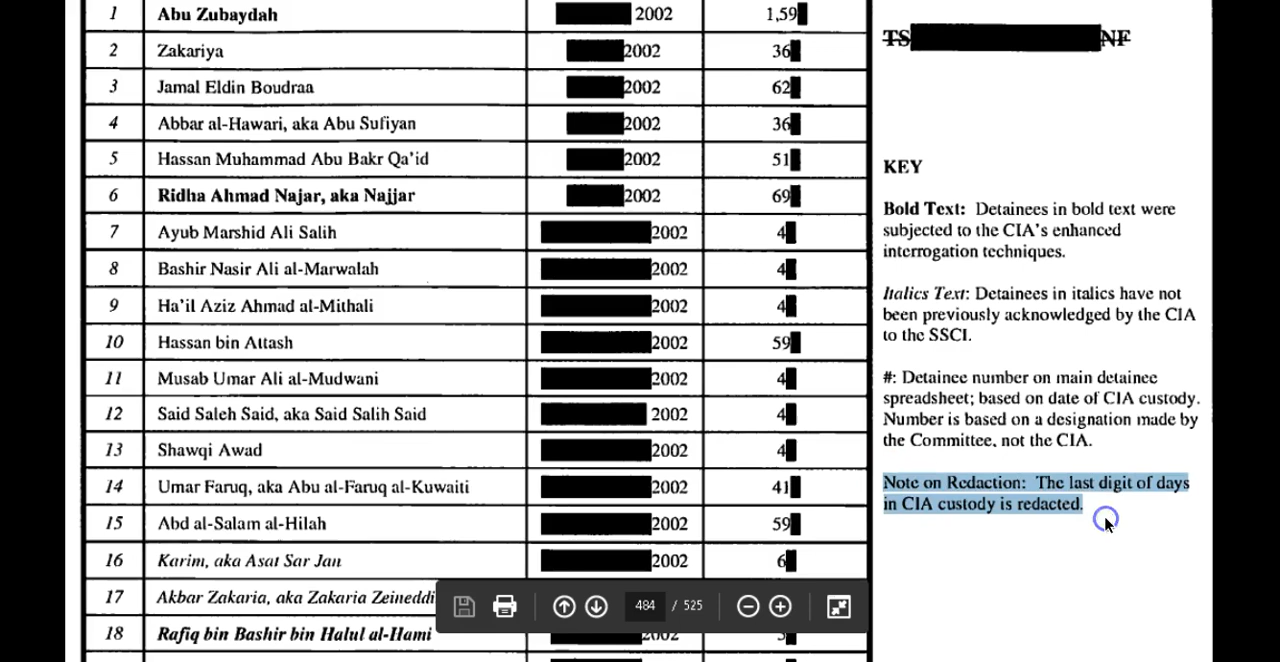 1 Abu Zubaydah 2002 1,59
TS NF
2 Zakariya 2002 36
3 Jamal Eldin Boudraa 2002 62
4 Abbar al-Hawari, aka Abu Sufiyan 2002 36
5 Hassan Muhammad Abu Bakr Qa'id 2002 51
6 Ridha Ahmad Najar, aka Najjar 2002 69
7 Ayub Marshid Ali Salih 2002 4
8 Bashir Nasir Ali al-Marwalah 2002 4
9 Ha'il Aziz Ahmad al-Mithali 2002 4
10 Hassan bin Attash 2002 59
11 Musab Umar Ali al-Mudwani 2002 4
12 Said Saleh Said, aka Said Salih Said 2002 4
13 Shawqi Awad 2002 4
14 Umar Faruq, aka Abu al-Faruq al-Kuwaiti 2002 41
15 Abd al-Salam al-Hilah 2002 59
16 Karim, aka Asat Sar Jan 2002 6
17 Akbar Zakaria, aka Zakaria Zeineddi
18 Rafiq bin Bashir bin Halul al-Hami 2002 5
KEY
Bold Text: Detainees in bold text were
subjected to the CIA's enhanced
interrogation techniques.
Italics Text: Detainees in italics have not
been previously acknowledged by the CIA
to the SSCI.
#: Detainee number on main detainee
spreadsheet; based on date of CIA custody.
Number is based on a designation made by
the Committee, not the CIA.
Note on Redaction: The last digit of days
in CIA custody is redacted.
484 / 525